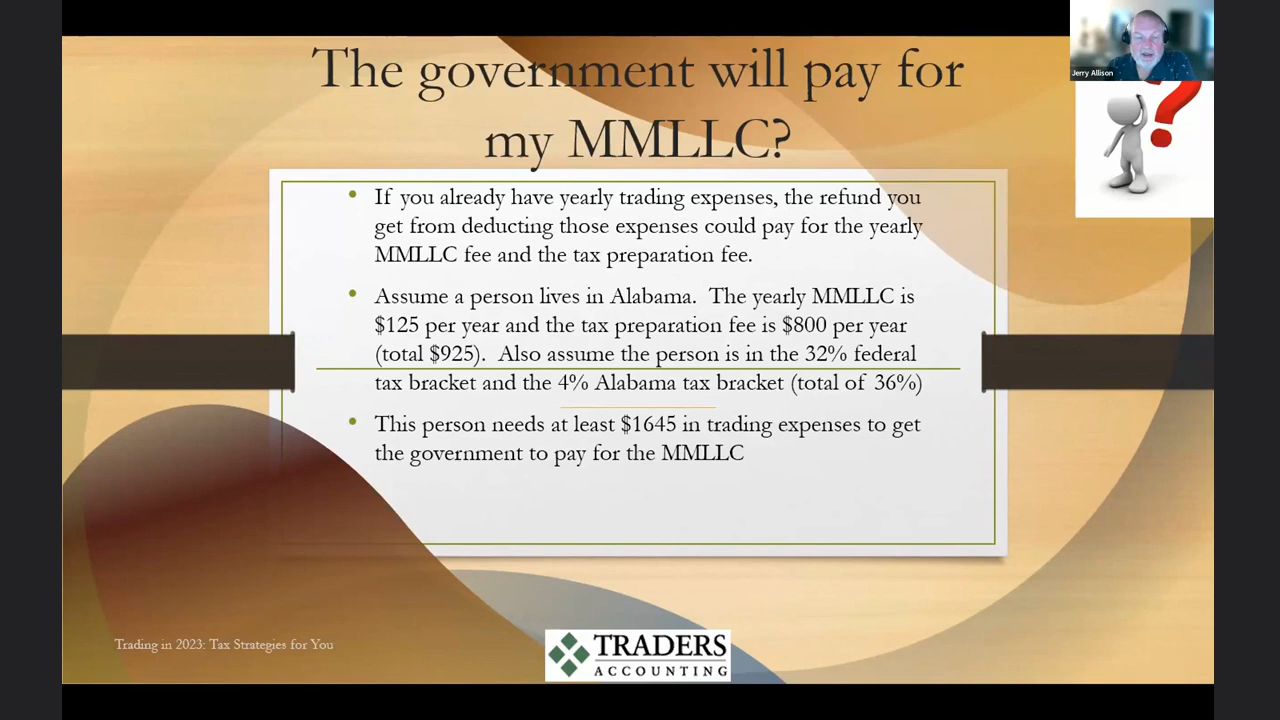 The government will pay for
my MMLLC?
Jerry Allison
• If you already have yearly trading expenses, the refund you
get from deducting those expenses could pay for the yearly
MMLLC fee and the tax preparation fee.
• Assume a person lives in Alabama.  The yearly MMLLC is
$125 per year and the tax preparation fee is $800 per year
(total $925).  Also assume the person is in the 32% federal
tax bracket and the 4% Alabama tax bracket (total of 36%)
• This person needs at least $1645 in trading expenses to get
the government to pay for the MMLLC
Trading in 2023: Tax Strategies for You
TRADERS
ACCOUNTING